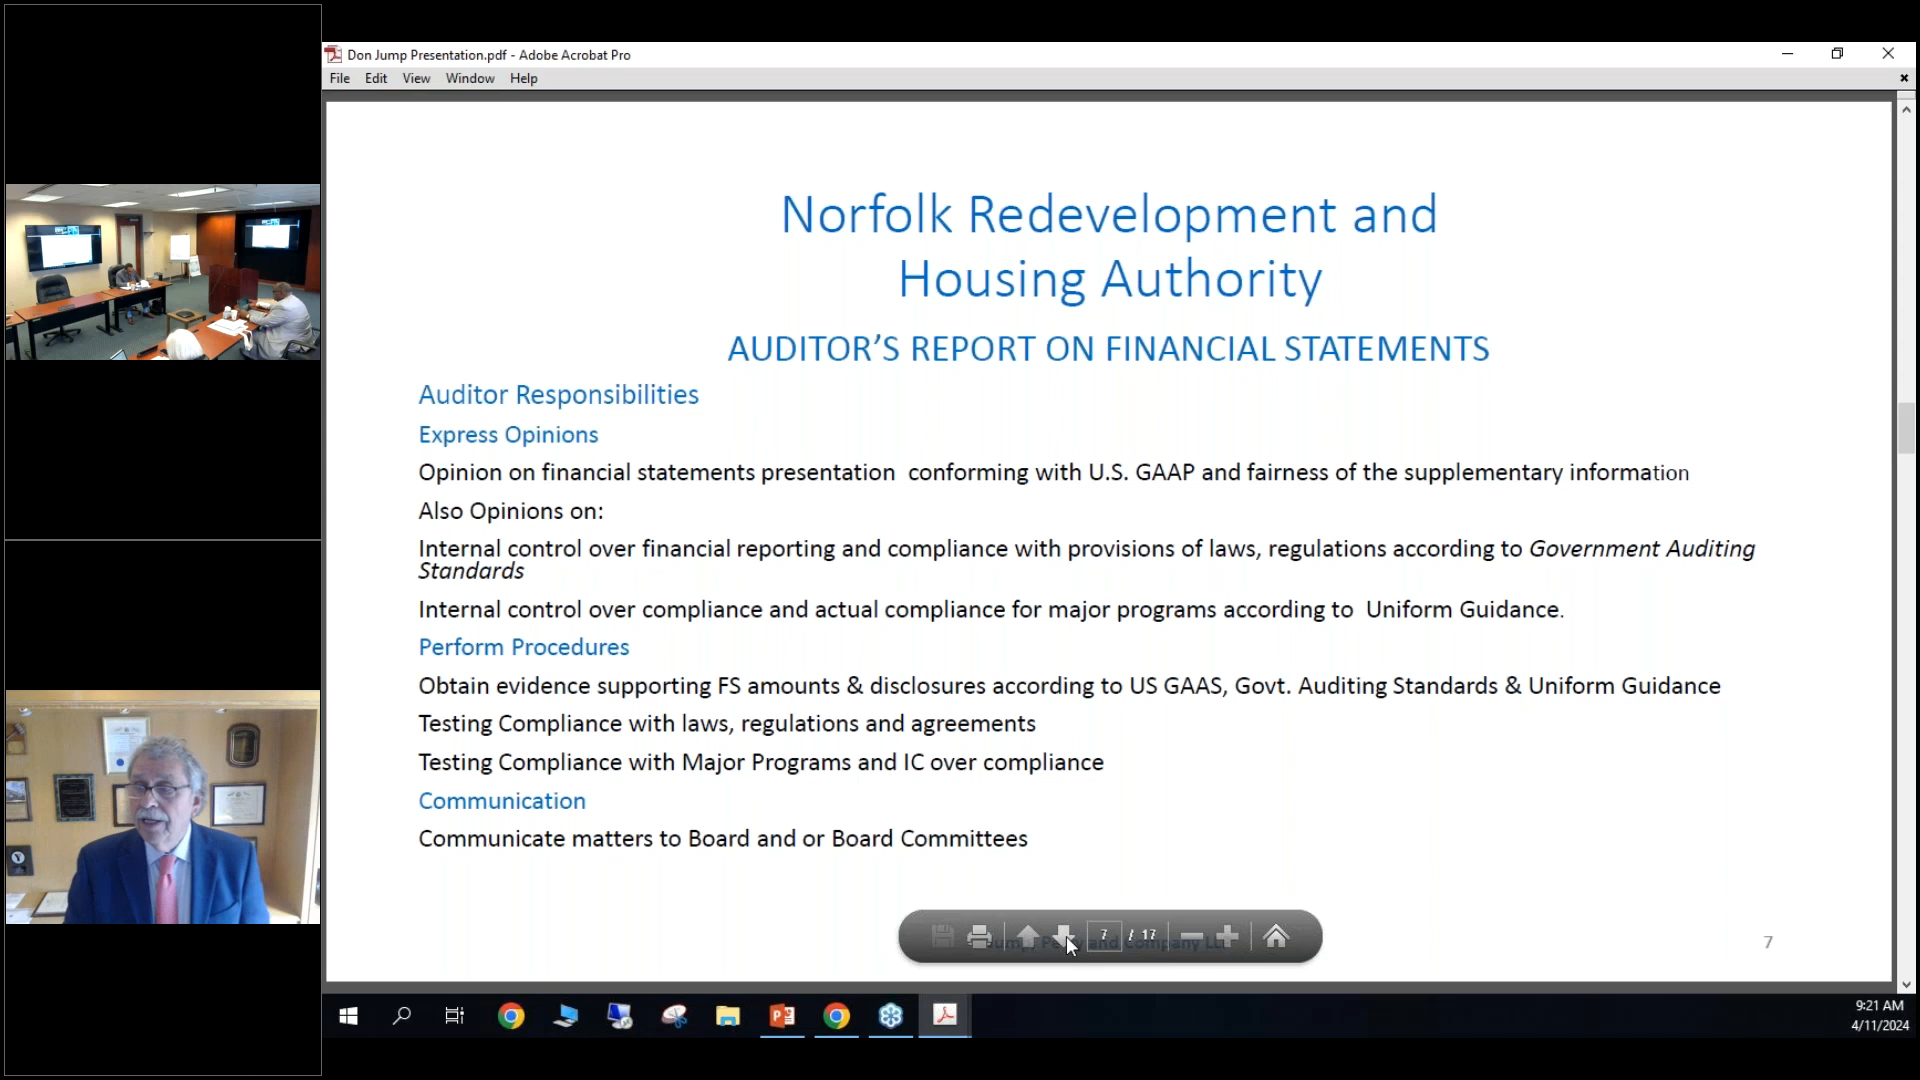 Don Jump Presentation.pdf - Adobe Acrobat Pro
File Edit View Window Help
Norfolk Redevelopment and
Housing Authority
AUDITOR’S REPORT ON FINANCIAL STATEMENTS
Auditor Responsibilities
Express Opinions
Opinion on financial statements presentation conforming with U.S. GAAP and fairness of the supplementary information
Also Opinions on:
Internal control over financial reporting and compliance with provisions of laws, regulations according to Government Auditing
Standards
Internal control over compliance and actual compliance for major programs according to Uniform Guidance.
Perform Procedures
Obtain evidence supporting FS amounts & disclosures according to US GAAS, Govt. Auditing Standards & Uniform Guidance
Testing Compliance with laws, regulations and agreements
Testing Compliance with Major Programs and IC over compliance
Communication
Communicate matters to Board and or Board Committees
7 / 17
7
9:21 AM
4/11/2024